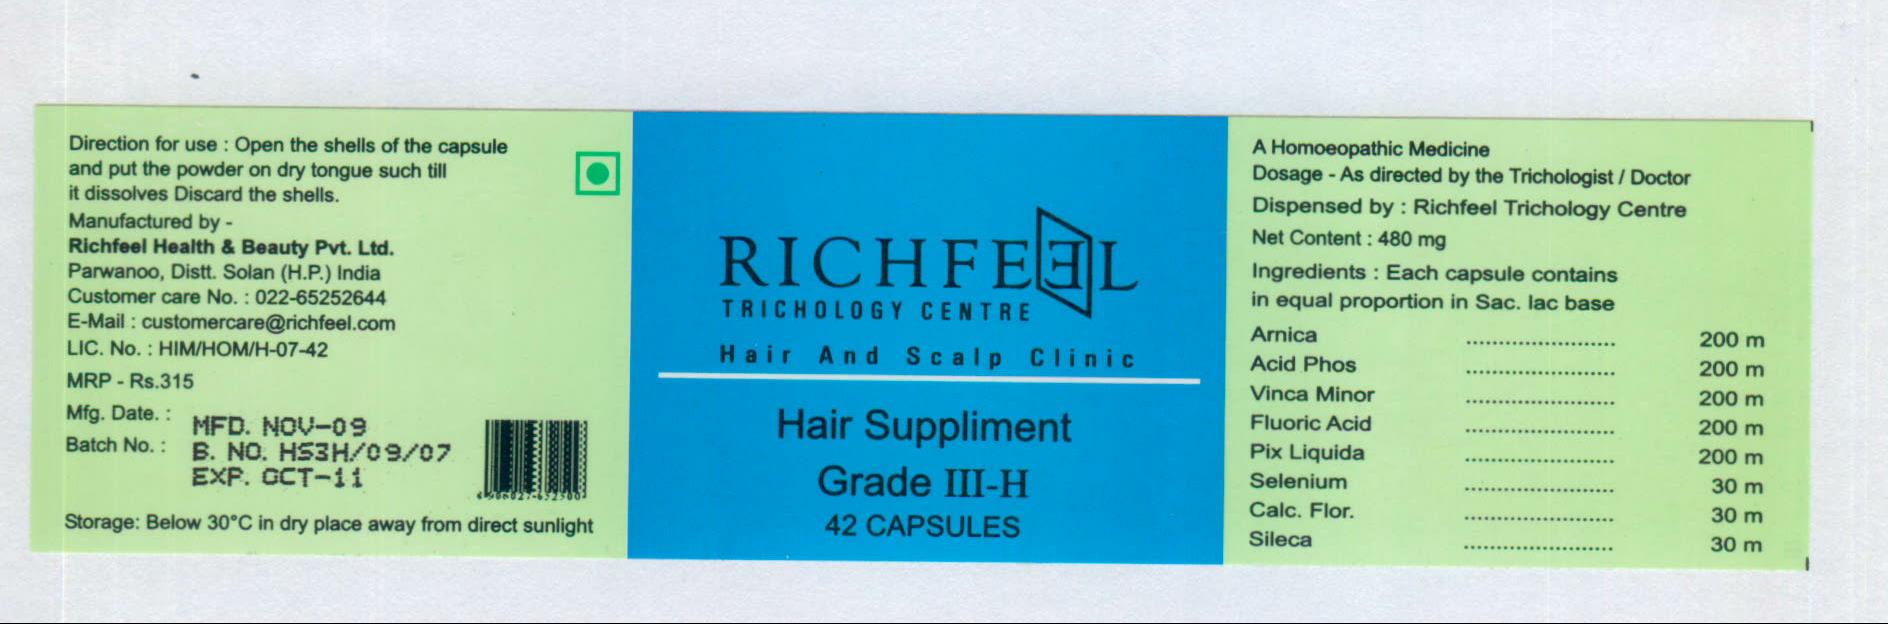 Direction for use : Open the shells of the capsule
and put the powder on dry tongue such till
it dissolves Discard the shells.
Manufactured by -
Richfeel Health & Beauty Pvt. Ltd.
Parwanoo, Distt. Solan (H.P.) India
Customer care No. : 022-65252644
E-Mail : customercare@richfeel.com
LIC. No. : HIM/HOM/H-07-42
MRP - Rs.315
Mfg. Date. : MFD. NOV-09
Batch No. : B. NO. HS3H/09/07
EXP. OCT-11
Storage: Below 30°C in dry place away from direct sunlight
RICHFEEL
TRICHOLOGY CENTRE
Hair And Scalp Clinic
Hair Suppliment
Grade III-H
42 CAPSULES
A Homoeopathic Medicine
Dosage - As directed by the Trichologist / Doctor
Dispensed by : Richfeel Trichology Centre
Net Content : 480 mg
Ingredients : Each capsule contains
in equal proportion in Sac. lac base
Arnica ........................ 200 m
Acid Phos ........................ 200 m
Vinca Minor ........................ 200 m
Fluoric Acid ........................ 200 m
Pix Liquida ........................ 200 m
Selenium ........................ 30 m
Calc. Flor. ........................ 30 m
Sileca ........................ 30 m